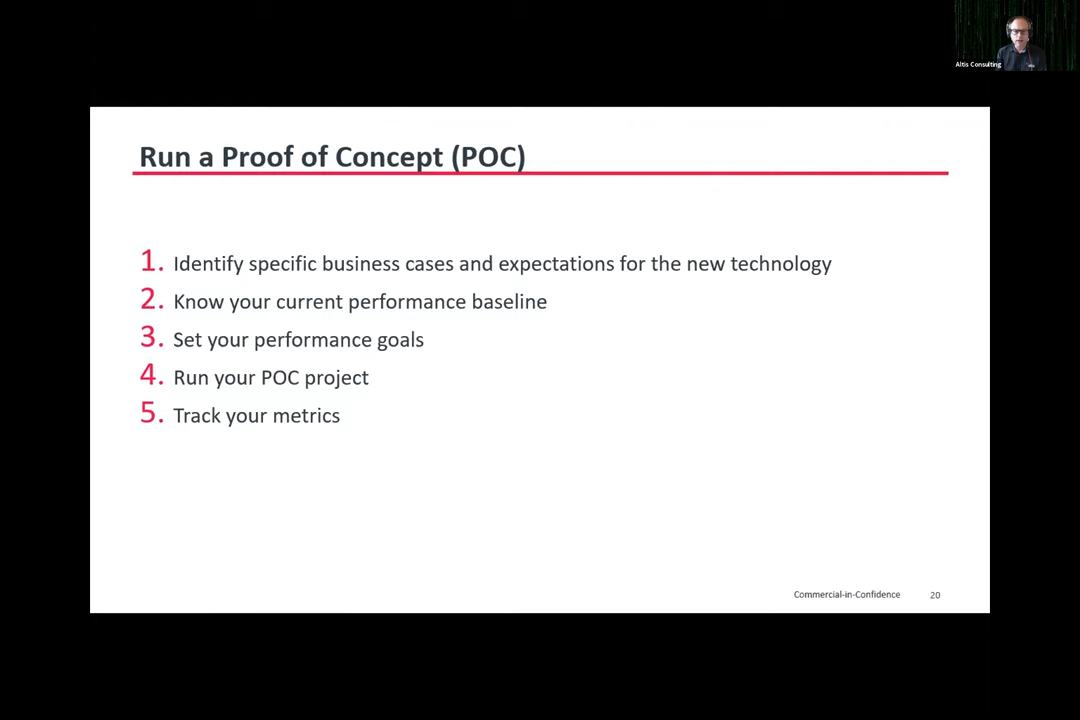 Altis Consulting
Run a Proof of Concept (POC)
1. Identify specific business cases and expectations for the new technology
2. Know your current performance baseline
3. Set your performance goals
4. Run your POC project
5. Track your metrics
Commercial-in-Confidence 20